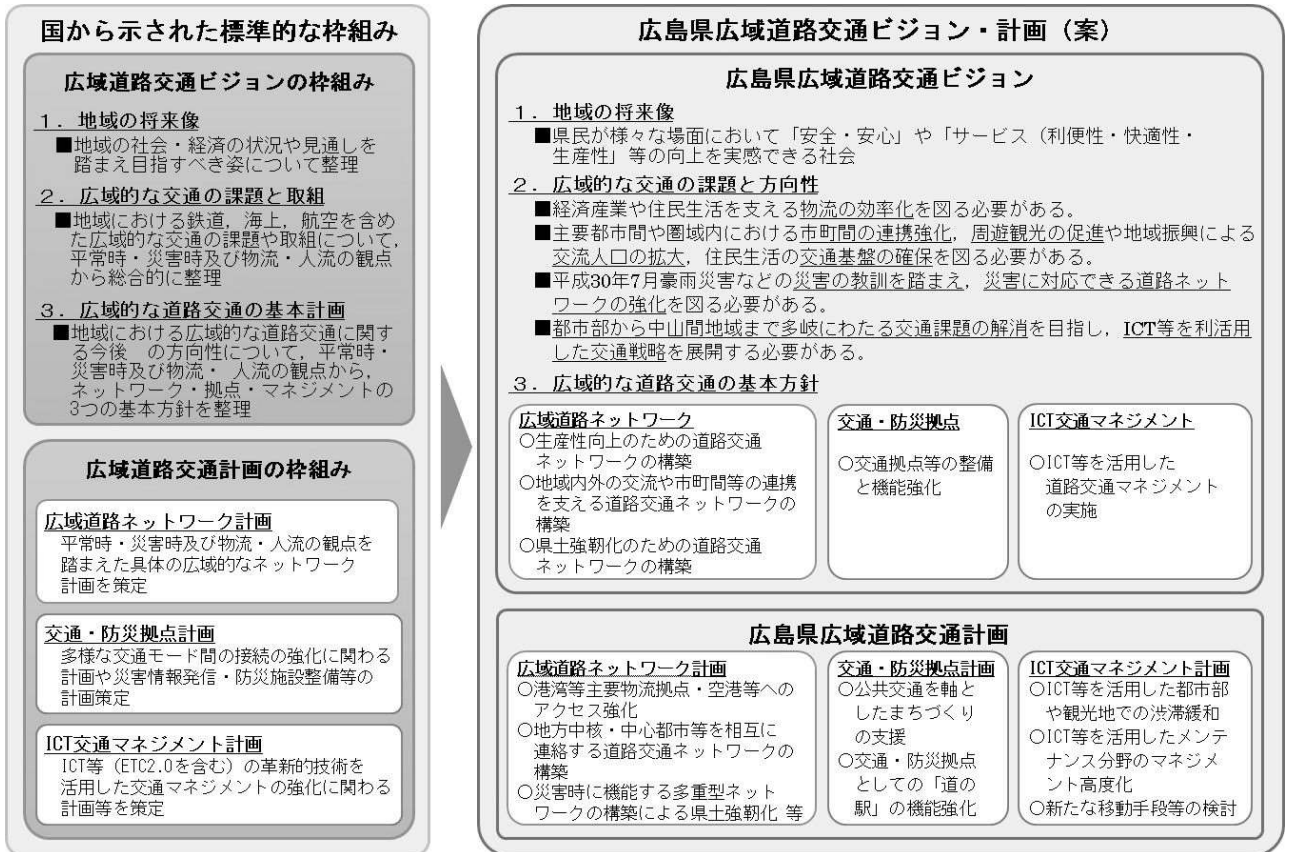 国から示された標準的な枠組み
広域道路交通ビジョンの枠組み
1．地域の将来像
■地域の社会・経済の状況や見通しを
踏まえ目指すべき姿について整理
2．広域的な交通の課題と取組
■地域における鉄道，海上，航空を含め
た広域的な交通の課題や取組について，
平常時・災害時及び物流・人流の観点
から総合的に整理
3．広域的な道路交通の基本計画
■地域における広域的な道路交通に関す
る今後　の方向性について，平常時・
災害時及び物流・ 人流の観点から，
ネットワーク・拠点・マネジメントの
3つの基本方針を整理
広域道路交通計画の枠組み
広域道路ネットワーク計画
平常時・災害時及び物流・人流の観点を
踏まえた具体の広域的なネットワーク
計画を策定
交通・防災拠点計画
多様な交通モード間の接続の強化に関わる
計画や災害情報発信・防災施設整備等の
計画策定
ICT交通マネジメント計画
ICT等（ETC2.0を含む）の革新的技術を
活用した交通マネジメントの強化に関わる
計画等を策定
広島県広域道路交通ビジョン・計画（案）
広島県広域道路交通ビジョン
1．地域の将来像
■県民が様々な場面において「安全・安心」や「サービス（利便性・快適性・
生産性」等の向上を実感できる社会
2．広域的な交通の課題と方向性
■経済産業や住民生活を支える物流の効率化を図る必要がある。
■主要都市間や圏域内における市町間の連携強化，周遊観光の促進や地域振興による
交流人口の拡大，住民生活の交通基盤の確保を図る必要がある。
■平成30年7月豪雨災害などの災害の教訓を踏まえ，災害に対応できる道路ネット
ワークの強化を図る必要がある。
■都市部から中山間地域まで多岐にわたる交通課題の解消を目指し，ICT等を利活用
した交通戦略を展開する必要がある。
3．広域的な道路交通の基本方針
広域道路ネットワーク
○生産性向上のための道路交通
ネットワークの構築
○地域内外の交流や市町間等の連携
を支える道路交通ネットワークの
構築
○県土強靭化のための道路交通
ネットワークの構築
交通・防災拠点
○交通拠点等の整備
と機能強化
ICT交通マネジメント
○ICT等を活用した
道路交通マネジメント
の実施
広島県広域道路交通計画
広域道路ネットワーク計画
○港湾等主要物流拠点・空港等への
アクセス強化
○地方中核・中心都市等を相互に
連絡する道路交通ネットワークの
構築
○災害時に機能する多重型ネット
ワークの構築による県土強靭化 等
交通・防災拠点計画
○公共交通を軸と
したまちづくり
の支援
○交通・防災拠点
としての「道の
駅」の機能強化
ICT交通マネジメント計画
○ICT等を活用した都市部
や観光地での渋滞緩和
○ICT等を活用したメンテ
ナンス分野のマネジメ
ント高度化
○新たな移動手段等の検討